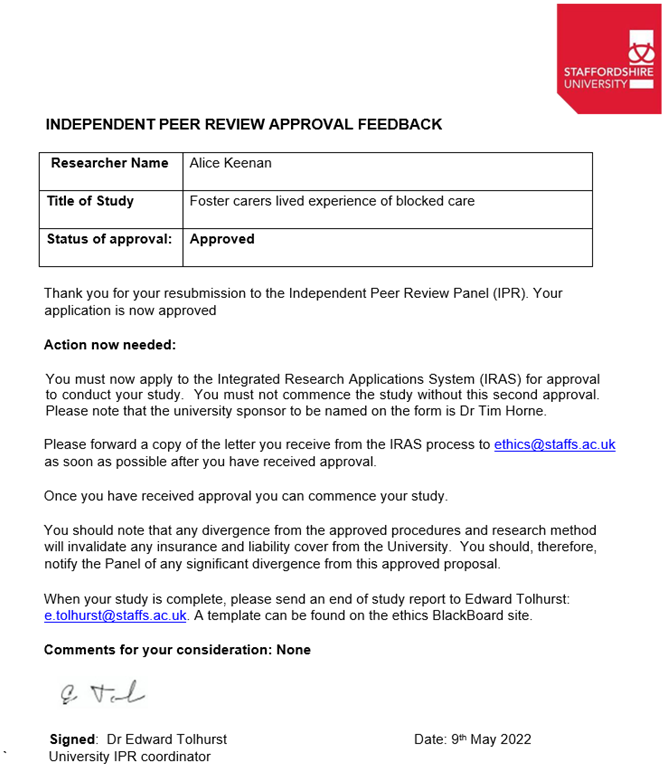 STAFFORDSHIRE
UNIVERSITY
INDEPENDENT PEER REVIEW APPROVAL FEEDBACK
Researcher Name Alice Keenan
Title of Study Foster carers lived experience of blocked care
Status of approval: Approved
Thank you for your resubmission to the Independent Peer Review Panel (IPR). Your
application is now approved
Action now needed:
You must now apply to the Integrated Research Applications System (IRAS) for approval
to conduct your study. You must not commence the study without this second approval.
Please note that the university sponsor to be named on the form is Dr Tim Horne.
Please forward a copy of the letter you receive from the IRAS process to ethics@staffs.ac.uk
as soon as possible after you have received approval.
Once you have received approval you can commence your study.
You should note that any divergence from the approved procedures and research method
will invalidate any insurance and liability cover from the University. You should, therefore,
notify the Panel of any significant divergence from this approved proposal.
When your study is complete, please send an end of study report to Edward Tolhurst:
e.tolhurst@staffs.ac.uk. A template can be found on the ethics BlackBoard site.
Comments for your consideration: None
Signed: Dr Edward Tolhurst Date: 9th May 2022
University IPR coordinator